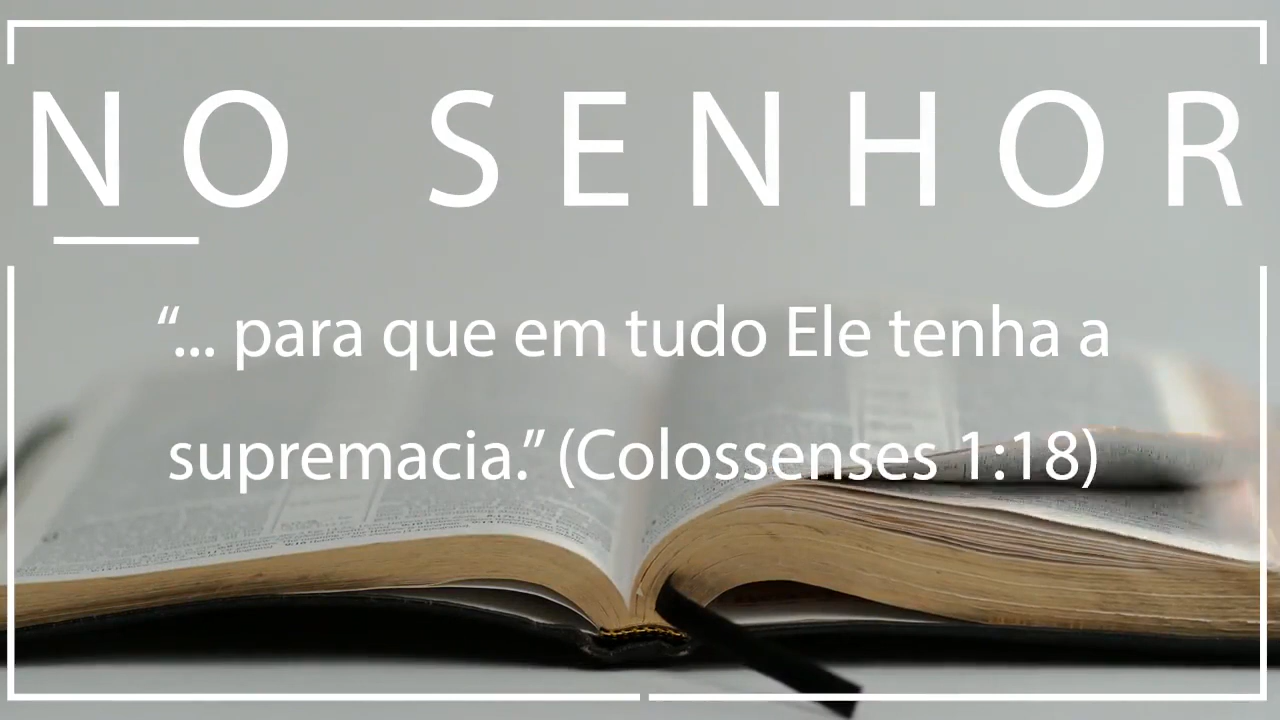 NO SENHOR
“... para que em tudo Ele tenha a
supremacia.” (Colossenses 1:18)